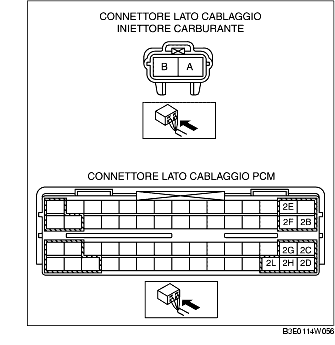 CONNETTORE LATO CABLAGGIO
INIETTORE CARBURANTE
B A
CONNETTORE LATO CABLAGGIO PCM
2E
2F 2B
2G 2C
2L 2H 2D
B3E0114W056